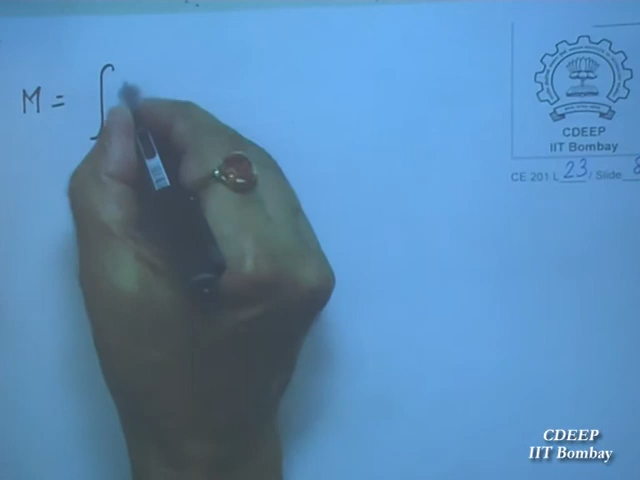 M = ∫
CDEEP
IIT Bombay
CE 201 L 23 / Slide 8
CDEEP
IIT Bombay